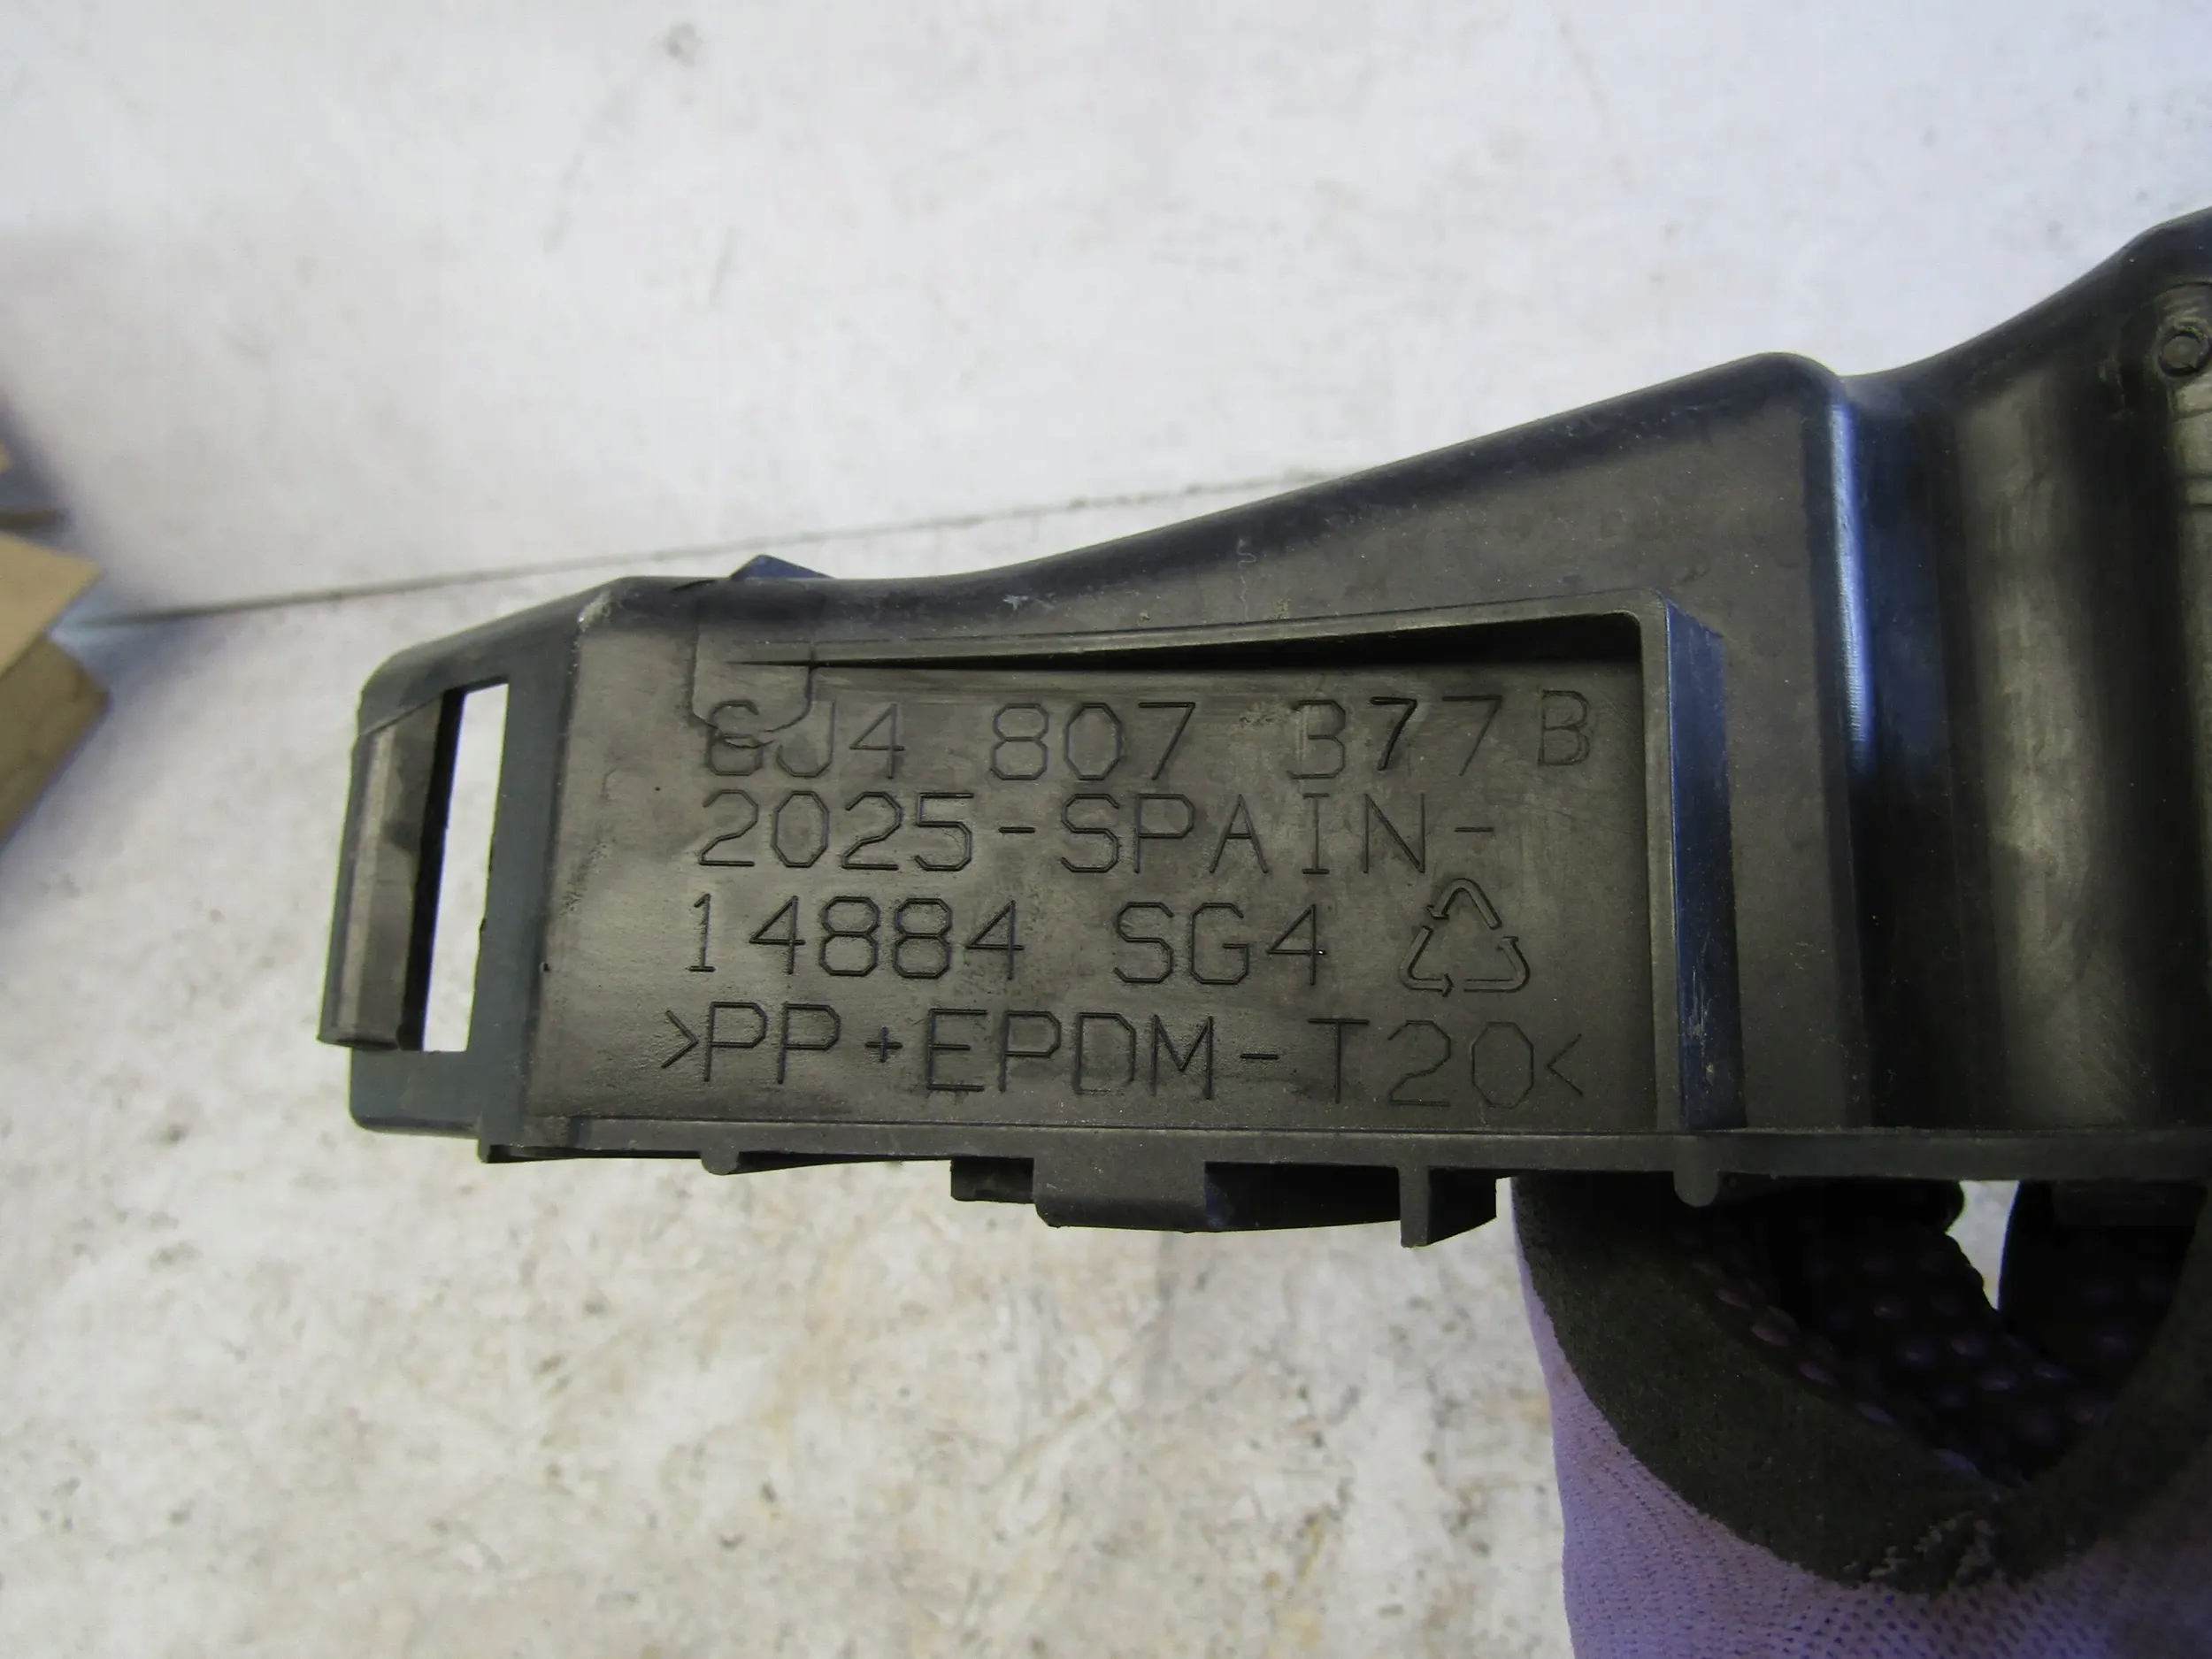 6J4 807 377 B
2025-SPAIN-
14884 SG4
>PP+EPDM-T20<